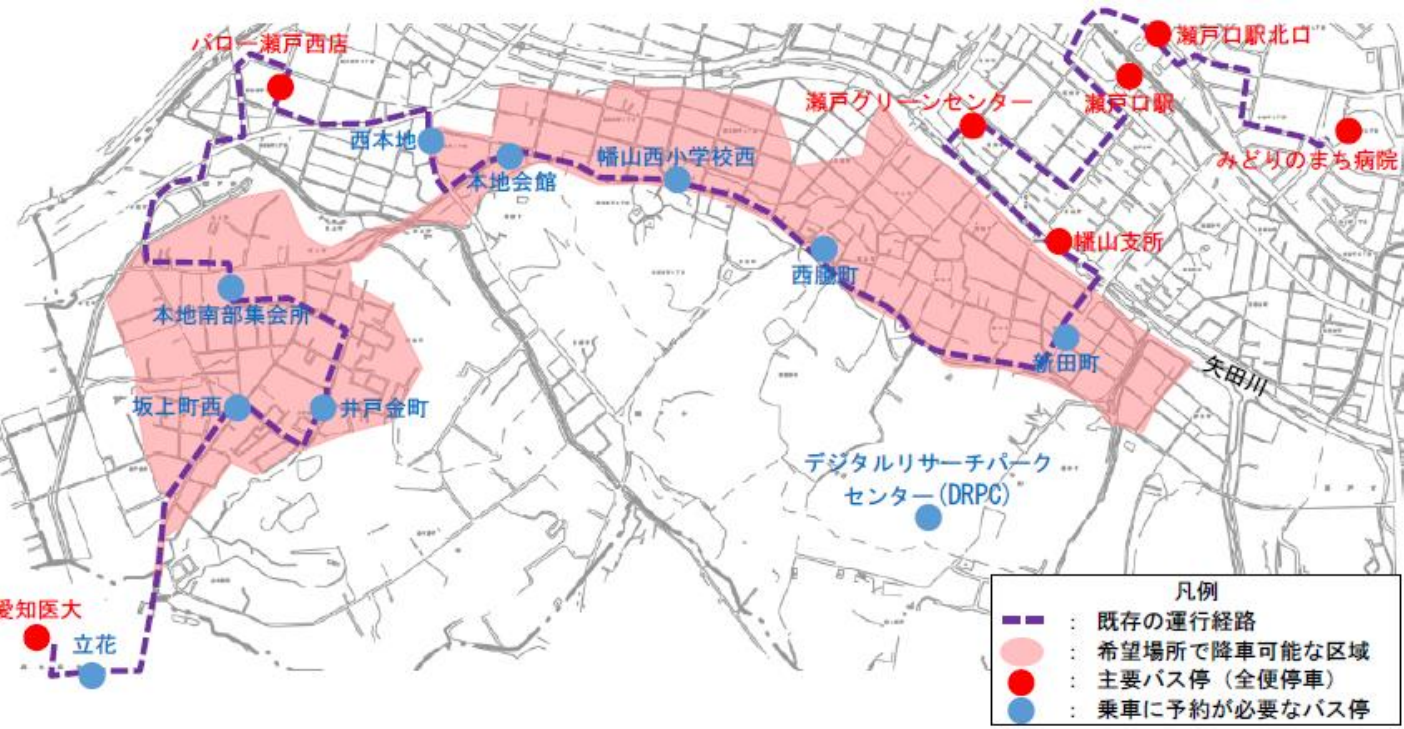 バロー瀬戸西店
瀬戸口駅北口
瀬戸口駅
瀬戸グリーンセンター
みどりのまち病院
西本地
本地会館
幡山西小学校西
幡山支所
西脇町
本地南部集会所
新田町
矢田川
坂上町西
井戸金町
デジタルリサーチパーク
センター(DRPC)
愛知医大
立花
凡例
： 既存の運行経路
： 希望場所で降車可能な区域
： 主要バス停（全便停車）
： 乗車に予約が必要なバス停